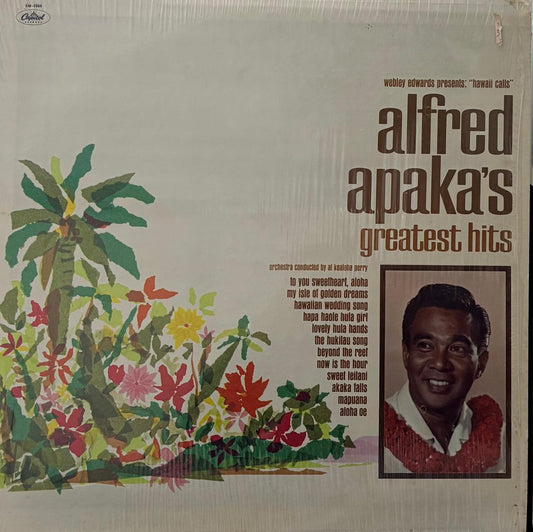 Capitol
RECORDS
webley edwards presents: "hawaii calls"
alfred
apaka's
greatest hits
orchestra conducted by al kealoha perry
to you sweetheart, aloha
my isle of golden dreams
hawaiian wedding song
hapa haole hula girl
lovely hula hands
the hukilau song
beyond the reef
now is the hour
sweet leilani
akaka falls
mapuana
aloha oe